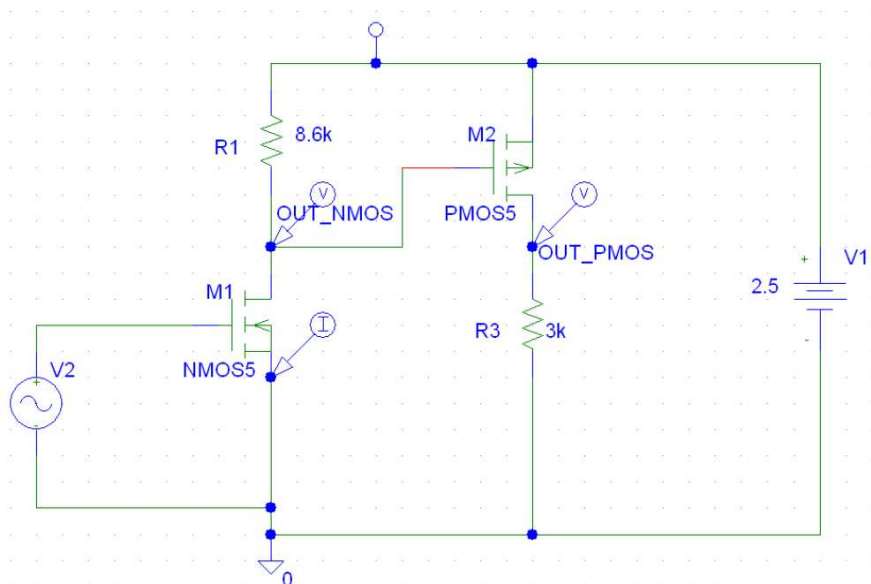 M2
R1
8.6k
V
V
OUT_NMOS
PMOS5
OUT_PMOS
V1
+
2.5
M1
I
R3
3k
NMOS5
-
V2
+
-
0